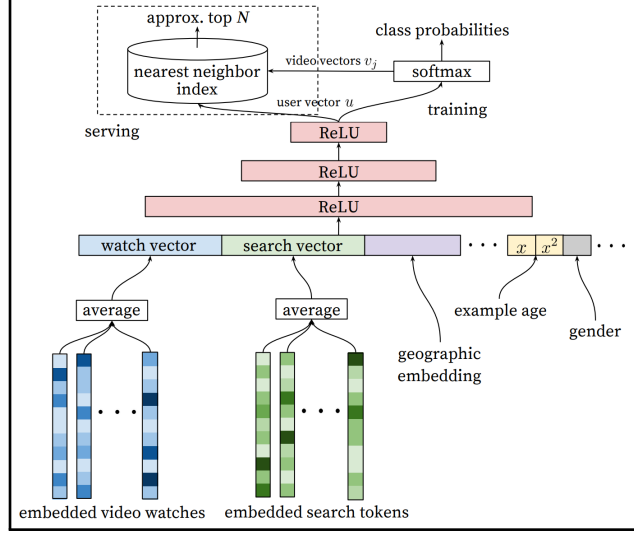 approx. top N
class probabilities
video vectors v_j
nearest neighbor
index
softmax
user vector u
training
serving
ReLU
ReLU
ReLU
watch vector
search vector
x
x²
average
average
example age
gender
geographic
embedding
embedded video watches
embedded search tokens